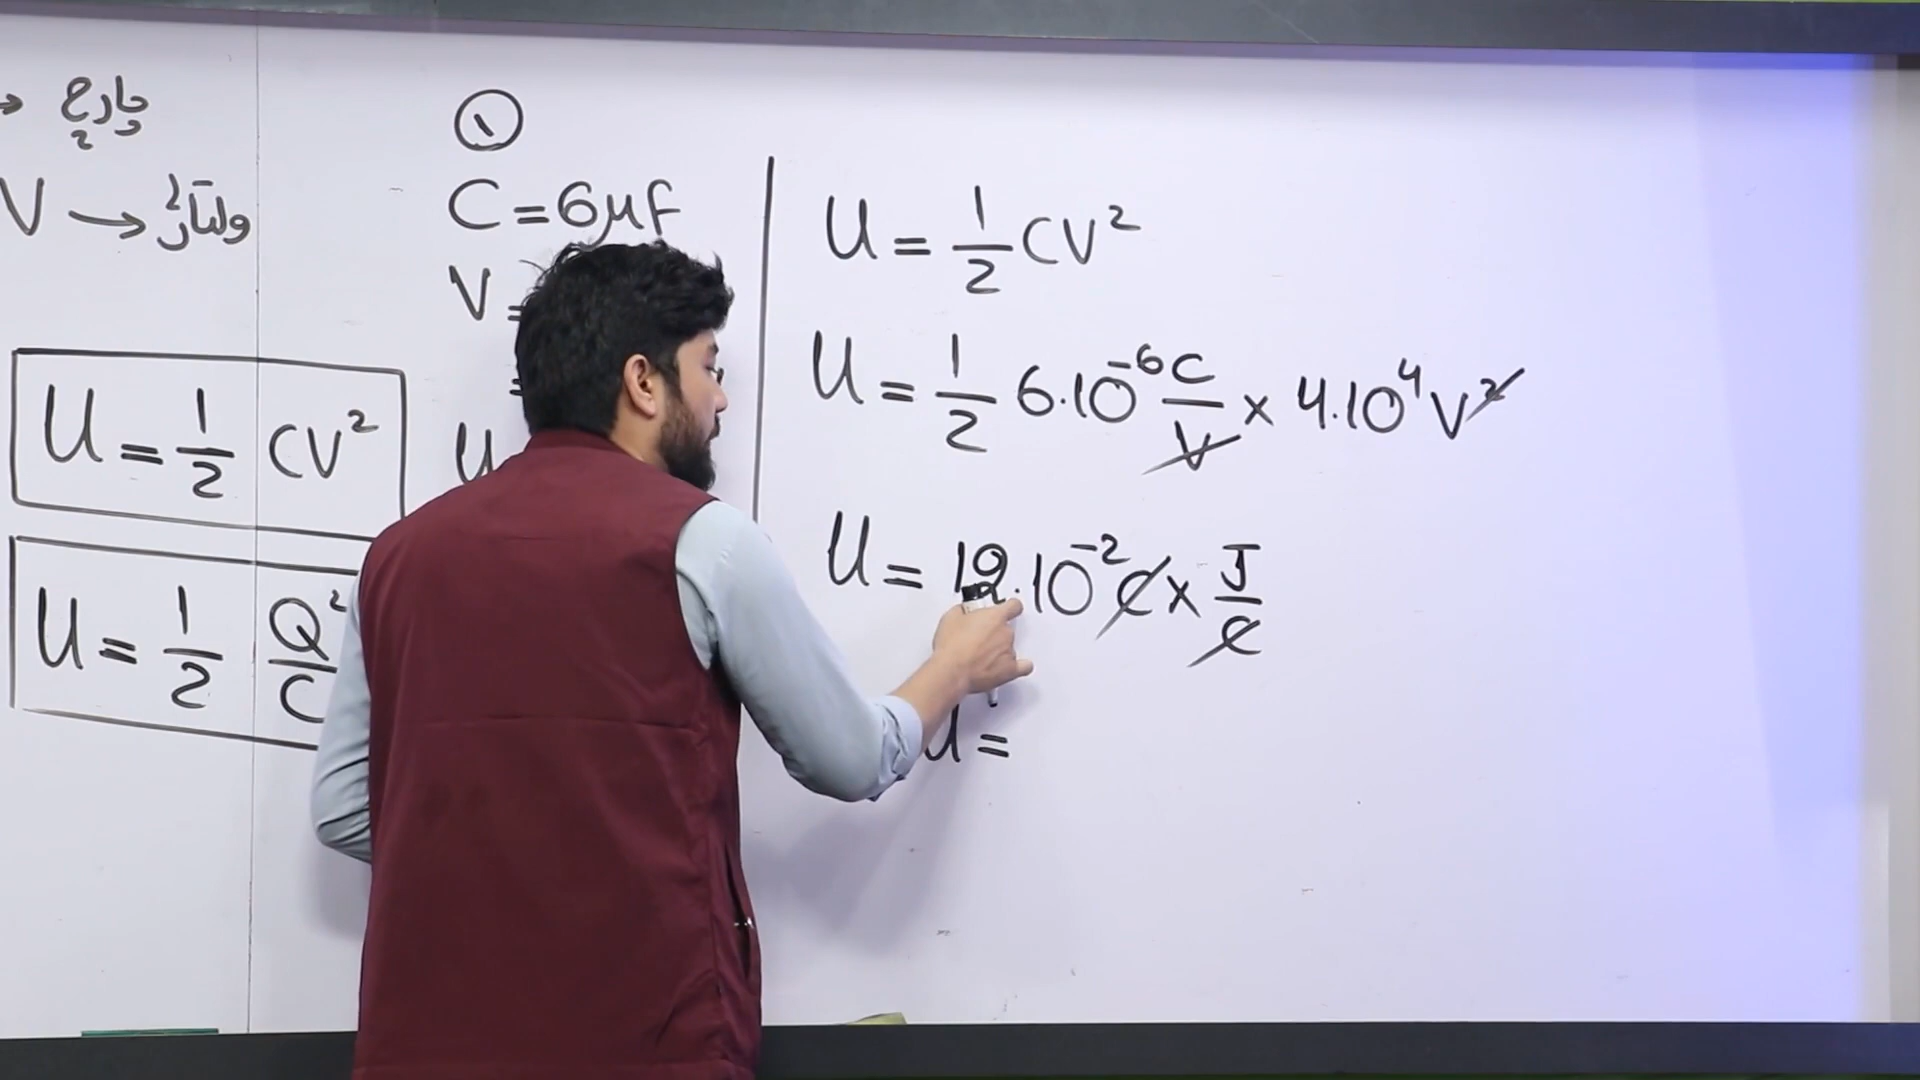 → چارج
V → ولتاژ
U = 1/2 CV²
U = 1/2 Q²/C
۱
C = 6μf
V =
=
U
U = 1/2 CV²
U = 1/2 6.10⁻⁶ C/V × 4.10⁴ V²
U = 12.10⁻² C × J/C
U =